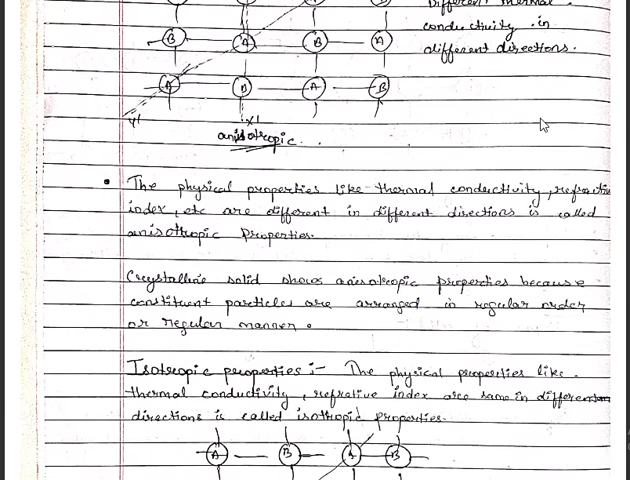 Different thermal
conductivity in
different directions.
B A B A
A B A B
Y' X'
anisotropic.
• The physical properties like thermal conductivity, refractive
index, etc are different in different directions is called
anisotropic Properties.
Crystalline solid shows anisotropic properties because
constituent particles are arranged in regular order
or regular manner.
Isotropic properties :- The physical properties like
thermal conductivity, refrative index are same in different
directions is called isotropic properties.
A B A B